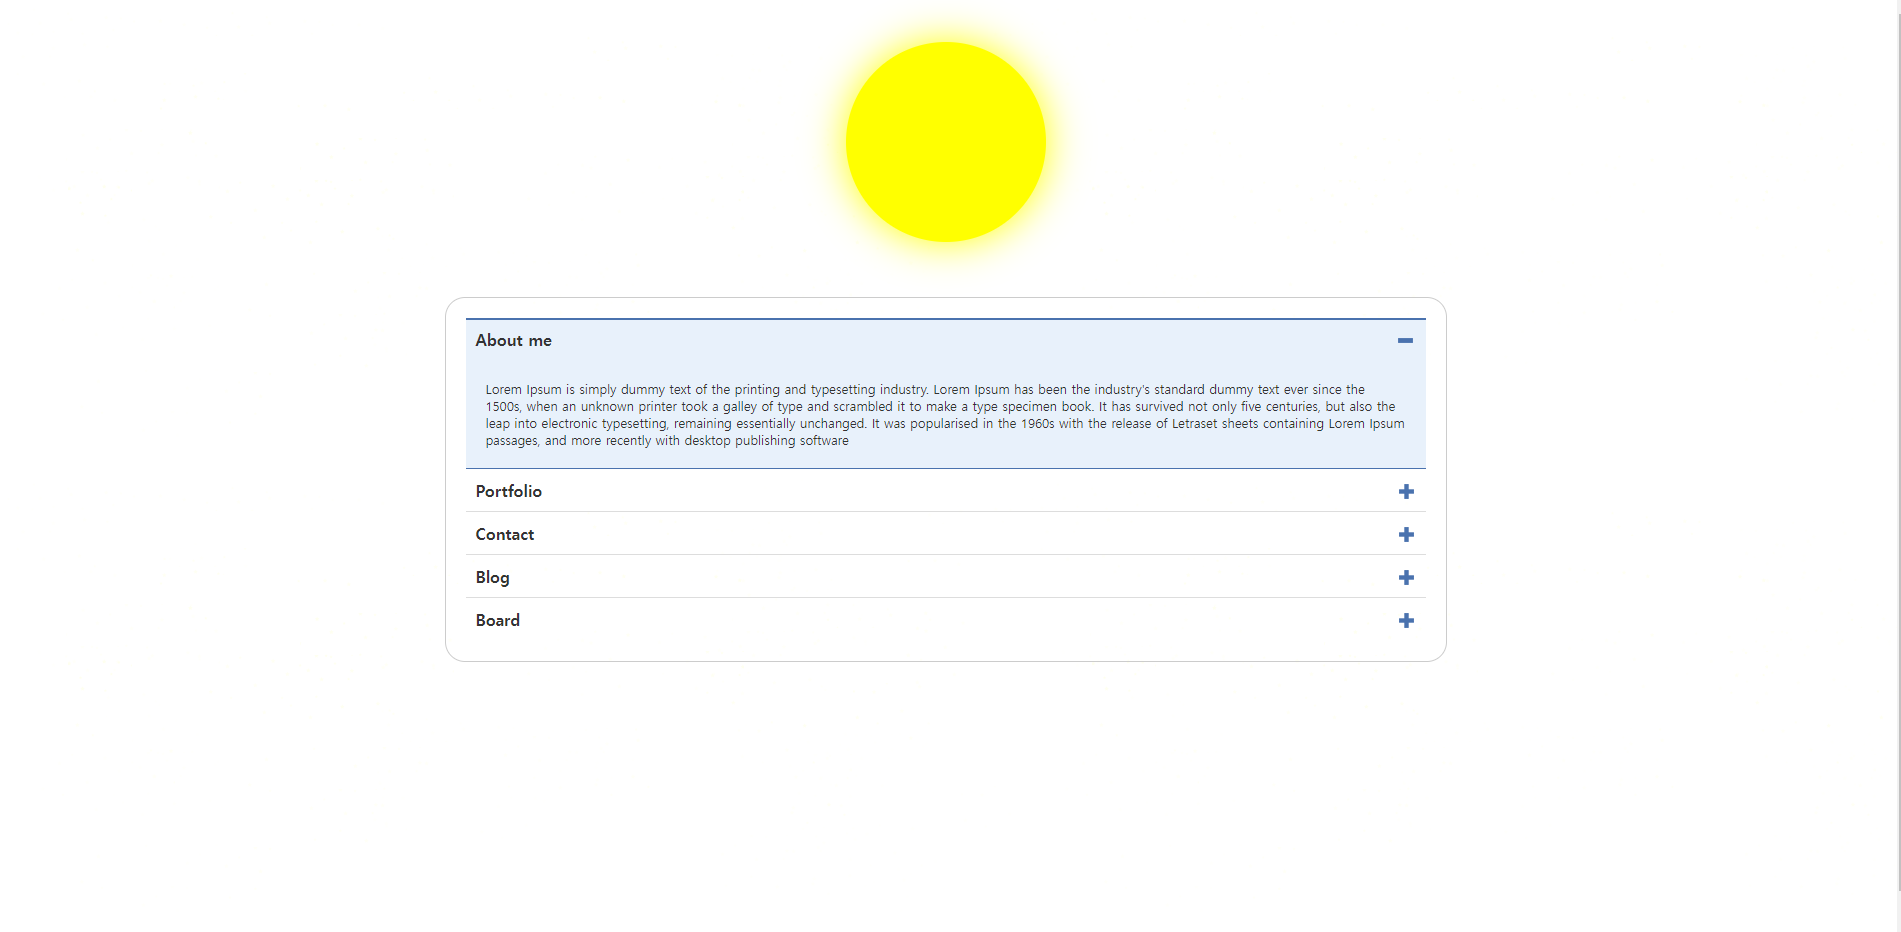 About me
Lorem Ipsum is simply dummy text of the printing and typesetting industry. Lorem Ipsum has been the industry's standard dummy text ever since the
1500s, when an unknown printer took a galley of type and scrambled it to make a type specimen book. It has survived not only five centuries, but also the
leap into electronic typesetting, remaining essentially unchanged. It was popularised in the 1960s with the release of Letraset sheets containing Lorem Ipsum
passages, and more recently with desktop publishing software
Portfolio
Contact
Blog
Board